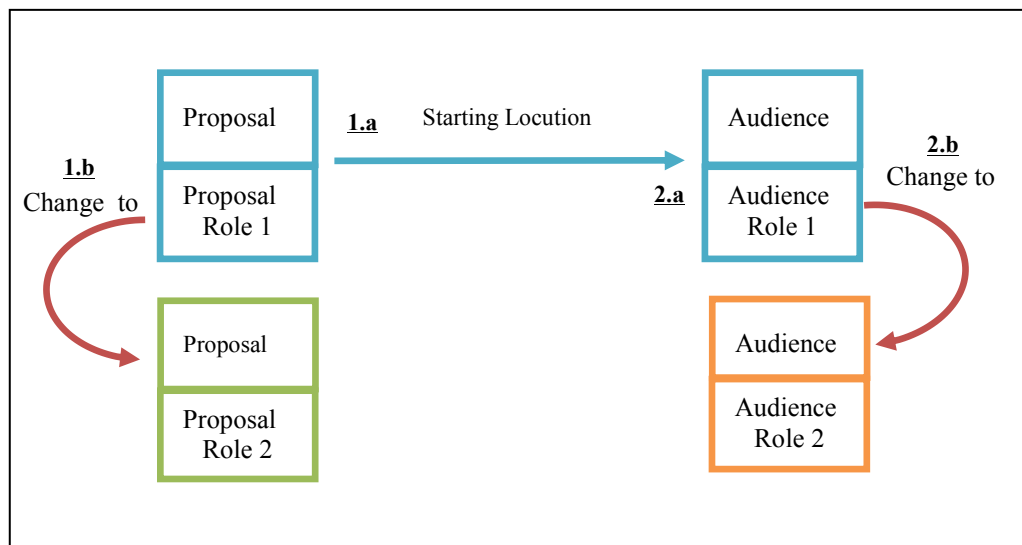 Proposal
Proposal
Role 1
1.a
Starting Locution
2.a
Audience
Audience
Role 1
1.b
Change to
2.b
Change to
Proposal
Proposal
Role 2
Audience
Audience
Role 2